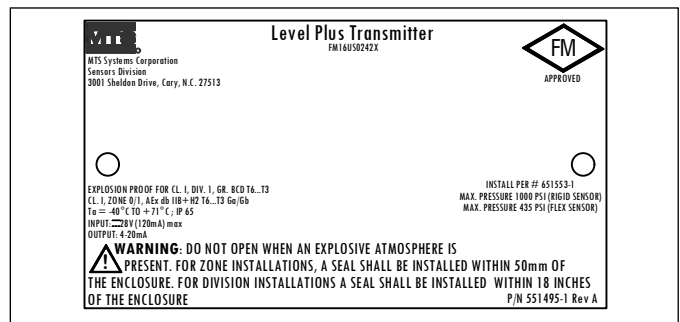 MTS
Level Plus Transmitter
FM16US0242X
FM
APPROVED
MTS Systems Corporation
Sensors Division
3001 Sheldon Drive, Cary, N.C. 27513
EXPLOSION PROOF FOR CL. I, DIV. 1, GR. BCD T6...T3
CL. I, ZONE 0/1, AEx db IIB+H2 T6...T3 Ga/Gb
Ta = -40°C TO +71°C; IP 65
INPUT: ⎓28V (120mA) max
OUTPUT: 4-20mA
INSTALL PER # 651553-1
MAX. PRESSURE 1000 PSI (RIGID SENSOR)
MAX. PRESSURE 435 PSI (FLEX SENSOR)
WARNING: DO NOT OPEN WHEN AN EXPLOSIVE ATMOSPHERE IS
PRESENT. FOR ZONE INSTALLATIONS, A SEAL SHALL BE INSTALLED WITHIN 50mm OF
THE ENCLOSURE. FOR DIVISION INSTALLATIONS A SEAL SHALL BE INSTALLED WITHIN 18 INCHES
OF THE ENCLOSURE
P/N 551495-1 Rev A